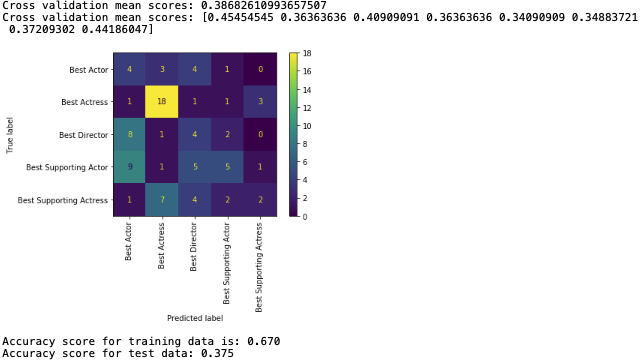 Cross validation mean scores: 0.38682610993657507
Cross validation mean scores: [0.45454545 0.36363636 0.40909091 0.36363636 0.34090909 0.34883721
0.37209302 0.44186047]
18
Best Actor 4 3 4 1 0
16
Best Actress 1 18 1 1 3
14
12
True label
Best Director 8 1 4 2 0
10
8
Best Supporting Actor 9 1 5 5 1
6
4
Best Supporting Actress 1 7 4 2 2
2
0
Best Actor
Best Actress
Best Director
Best Supporting Actor
Best Supporting Actress
Predicted label
Accuracy score for training data is: 0.670
Accuracy score for test data: 0.375